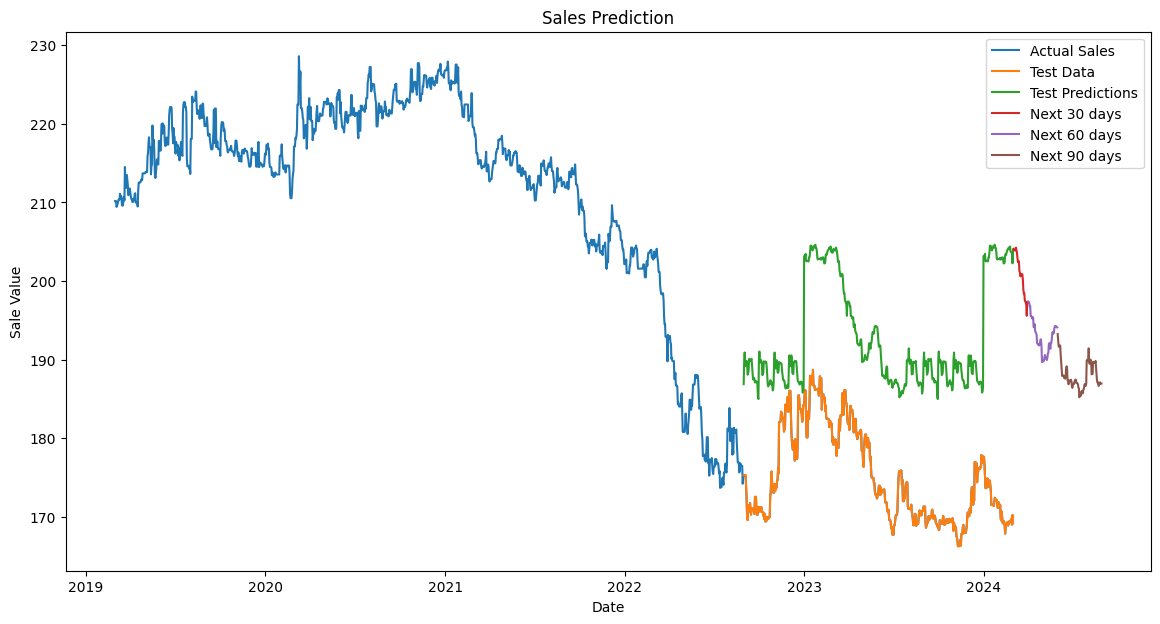 Sales Prediction
Actual Sales
Test Data
Test Predictions
Next 30 days
Next 60 days
Next 90 days
Sale Value
230
220
210
200
190
180
170
2019
2020
2021
2022
2023
2024
Date